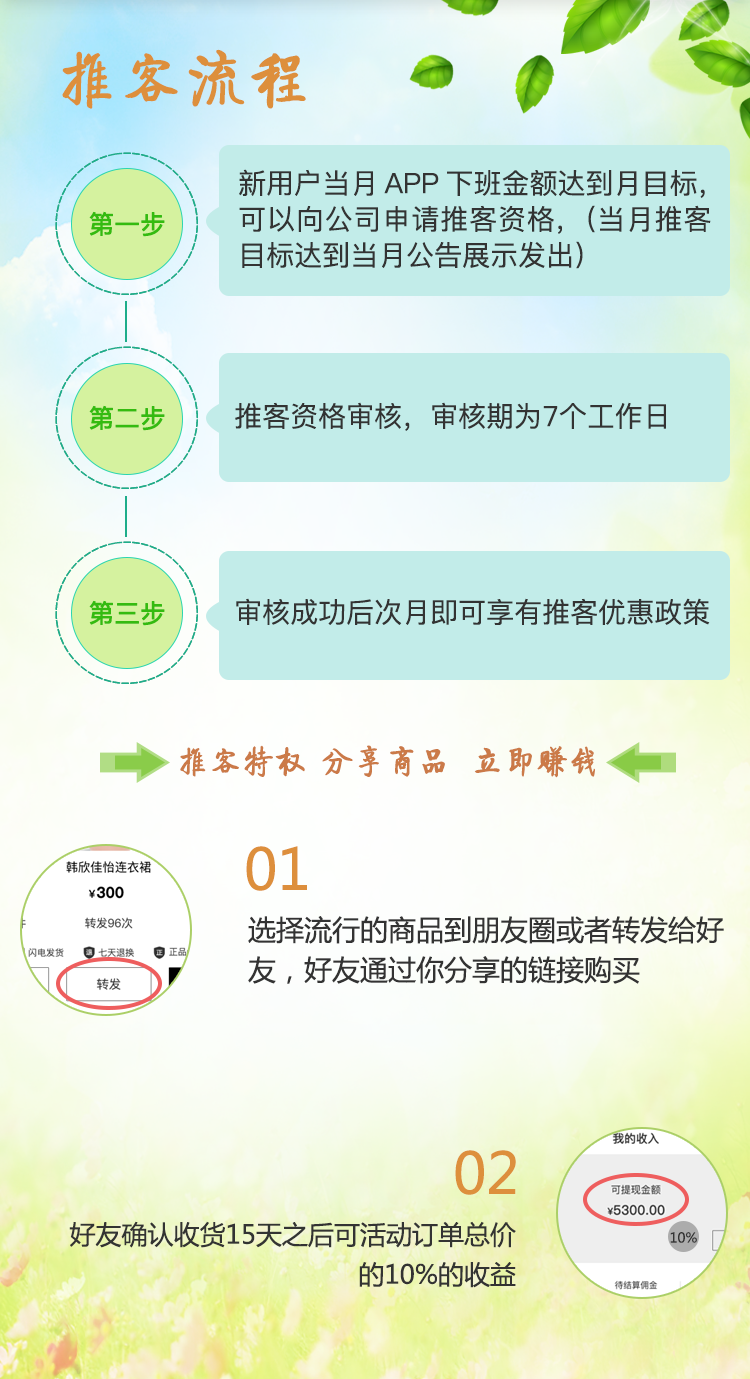 推客流程
第一步
新用户当月 APP 下班金额达到月目标，
可以向公司申请推客资格，（当月推客
目标达到当月公告展示发出）
第二步
推客资格审核，审核期为7个工作日
第三步
审核成功后次月即可享有推客优惠政策
推客特权 分享商品 立即赚钱
韩欣佳怡连衣裙
¥300
转发96次
闪电发货 七天退换 正 正品
转发
01
选择流行的商品到朋友圈或者转发给好
友，好友通过你分享的链接购买
我的收入
可提现金额
¥5300.00
10%
待结算佣金
02
好友确认收货15天之后可活动订单总价
的10%的收益